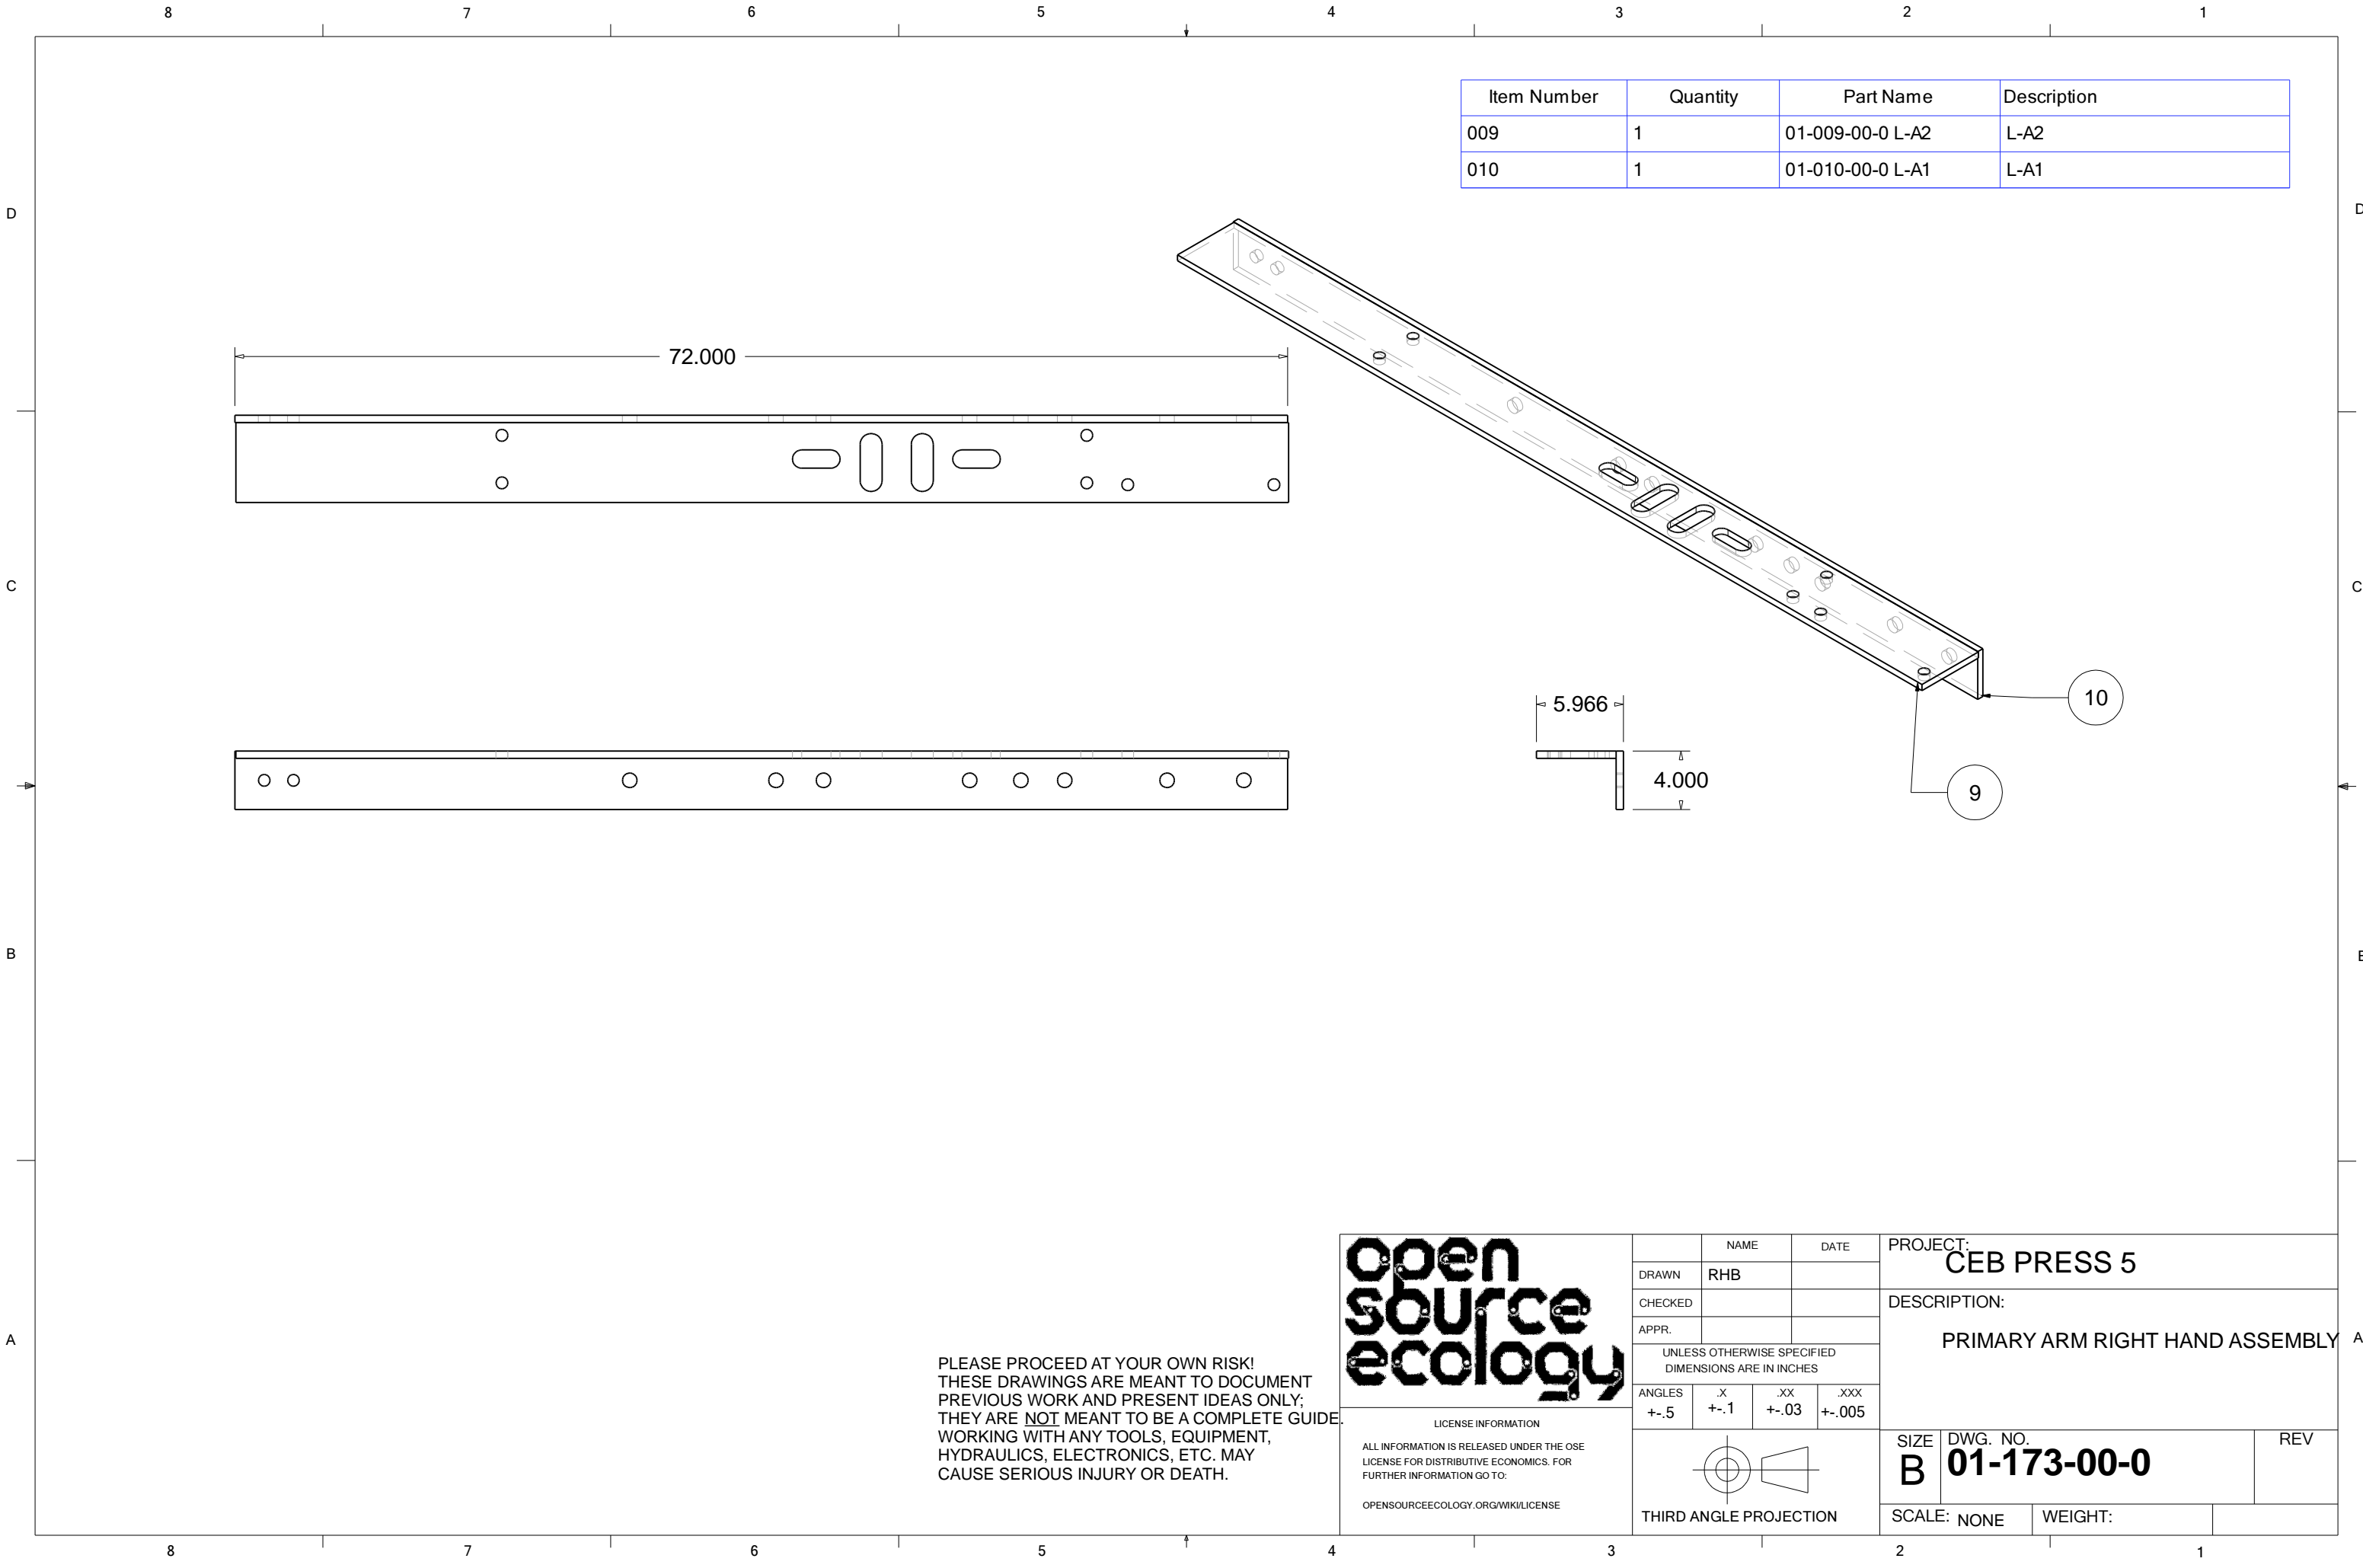 8 7 6 5 4 3 2 1
Item Number Quantity Part Name Description
009 1 01-009-00-0 L-A2 L-A2
010 1 01-010-00-0 L-A1 L-A1
D D
72.000
C C
5.966
10
4.000
9
B B
open
source
ecology
NAME DATE
DRAWN RHB
CHECKED
APPR.
UNLESS OTHERWISE SPECIFIED
DIMENSIONS ARE IN INCHES
ANGLES .X .XX .XXX
+-.5 +-.1 +-.03 +-.005
THIRD ANGLE PROJECTION
PROJECT:
CEB PRESS 5
DESCRIPTION:
PRIMARY ARM RIGHT HAND ASSEMBLY
SIZE DWG. NO. REV
B 01-173-00-0
SCALE: NONE WEIGHT:
A A
PLEASE PROCEED AT YOUR OWN RISK!
THESE DRAWINGS ARE MEANT TO DOCUMENT
PREVIOUS WORK AND PRESENT IDEAS ONLY;
THEY ARE NOT MEANT TO BE A COMPLETE GUIDE.
WORKING WITH ANY TOOLS, EQUIPMENT,
HYDRAULICS, ELECTRONICS, ETC. MAY
CAUSE SERIOUS INJURY OR DEATH.
LICENSE INFORMATION
ALL INFORMATION IS RELEASED UNDER THE OSE
LICENSE FOR DISTRIBUTIVE ECONOMICS. FOR
FURTHER INFORMATION GO TO:
OPENSOURCEECOLOGY.ORG/WIKI/LICENSE
8 7 6 5 4 3 2 1